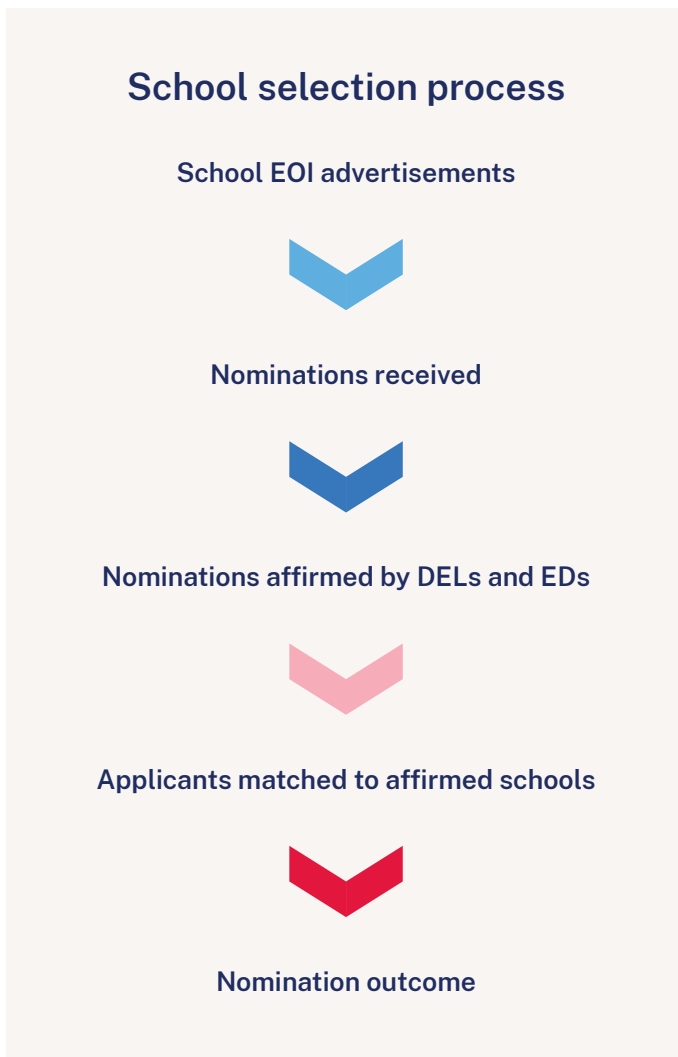 School selection process
School EOI advertisements
Nominations received
Nominations affirmed by DELs and EDs
Applicants matched to affirmed schools
Nomination outcome